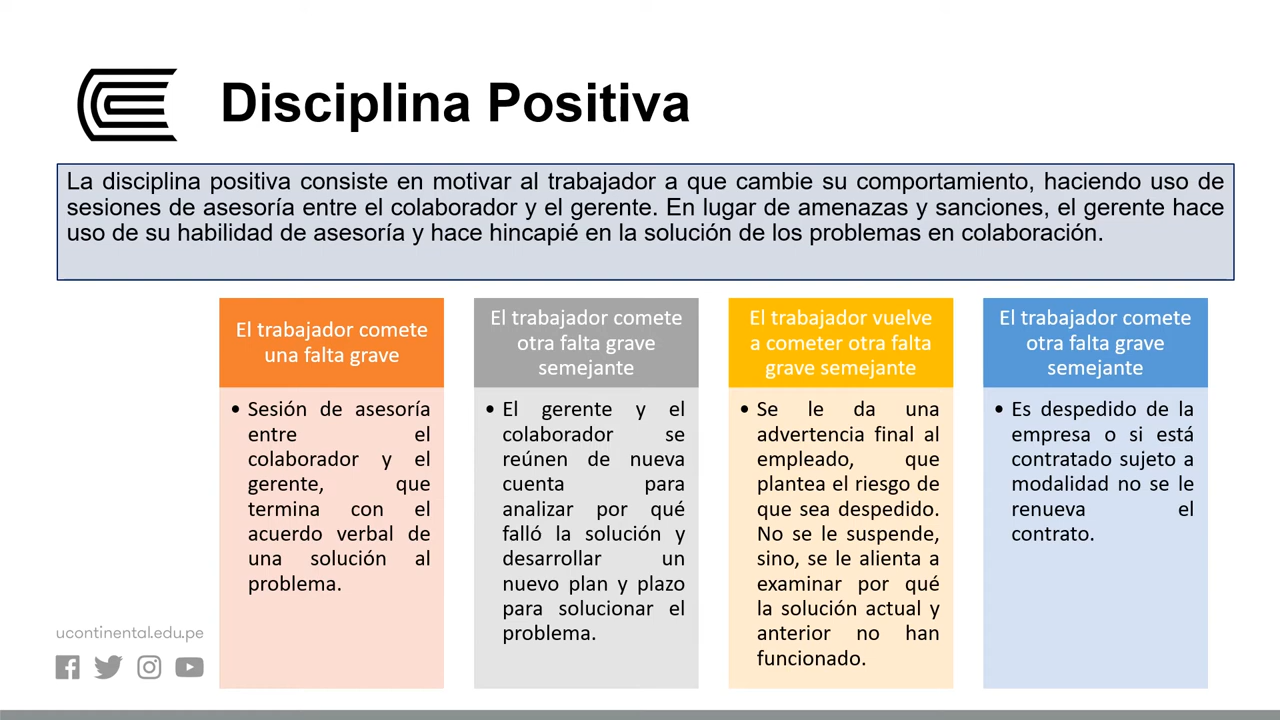 Disciplina Positiva
La disciplina positiva consiste en motivar al trabajador a que cambie su comportamiento, haciendo uso de
sesiones de asesoría entre el colaborador y el gerente. En lugar de amenazas y sanciones, el gerente hace
uso de su habilidad de asesoría y hace hincapié en la solución de los problemas en colaboración.
El trabajador comete
una falta grave
• Sesión de asesoría
entre el
colaborador y el
gerente, que
termina con el
acuerdo verbal de
una solución al
problema.
El trabajador comete
otra falta grave
semejante
• El gerente y el
colaborador se
reúnen de nueva
cuenta para
analizar por qué
falló la solución y
desarrollar un
nuevo plan y plazo
para solucionar el
problema.
El trabajador vuelve
a cometer otra falta
grave semejante
• Se le da una
advertencia final al
empleado, que
plantea el riesgo de
que sea despedido.
No se le suspende,
sino, se le alienta a
examinar por qué
la solución actual y
anterior no han
funcionado.
El trabajador comete
otra falta grave
semejante
• Es despedido de la
empresa o si está
contratado sujeto a
modalidad no se le
renueva el
contrato.
ucontinental.edu.pe